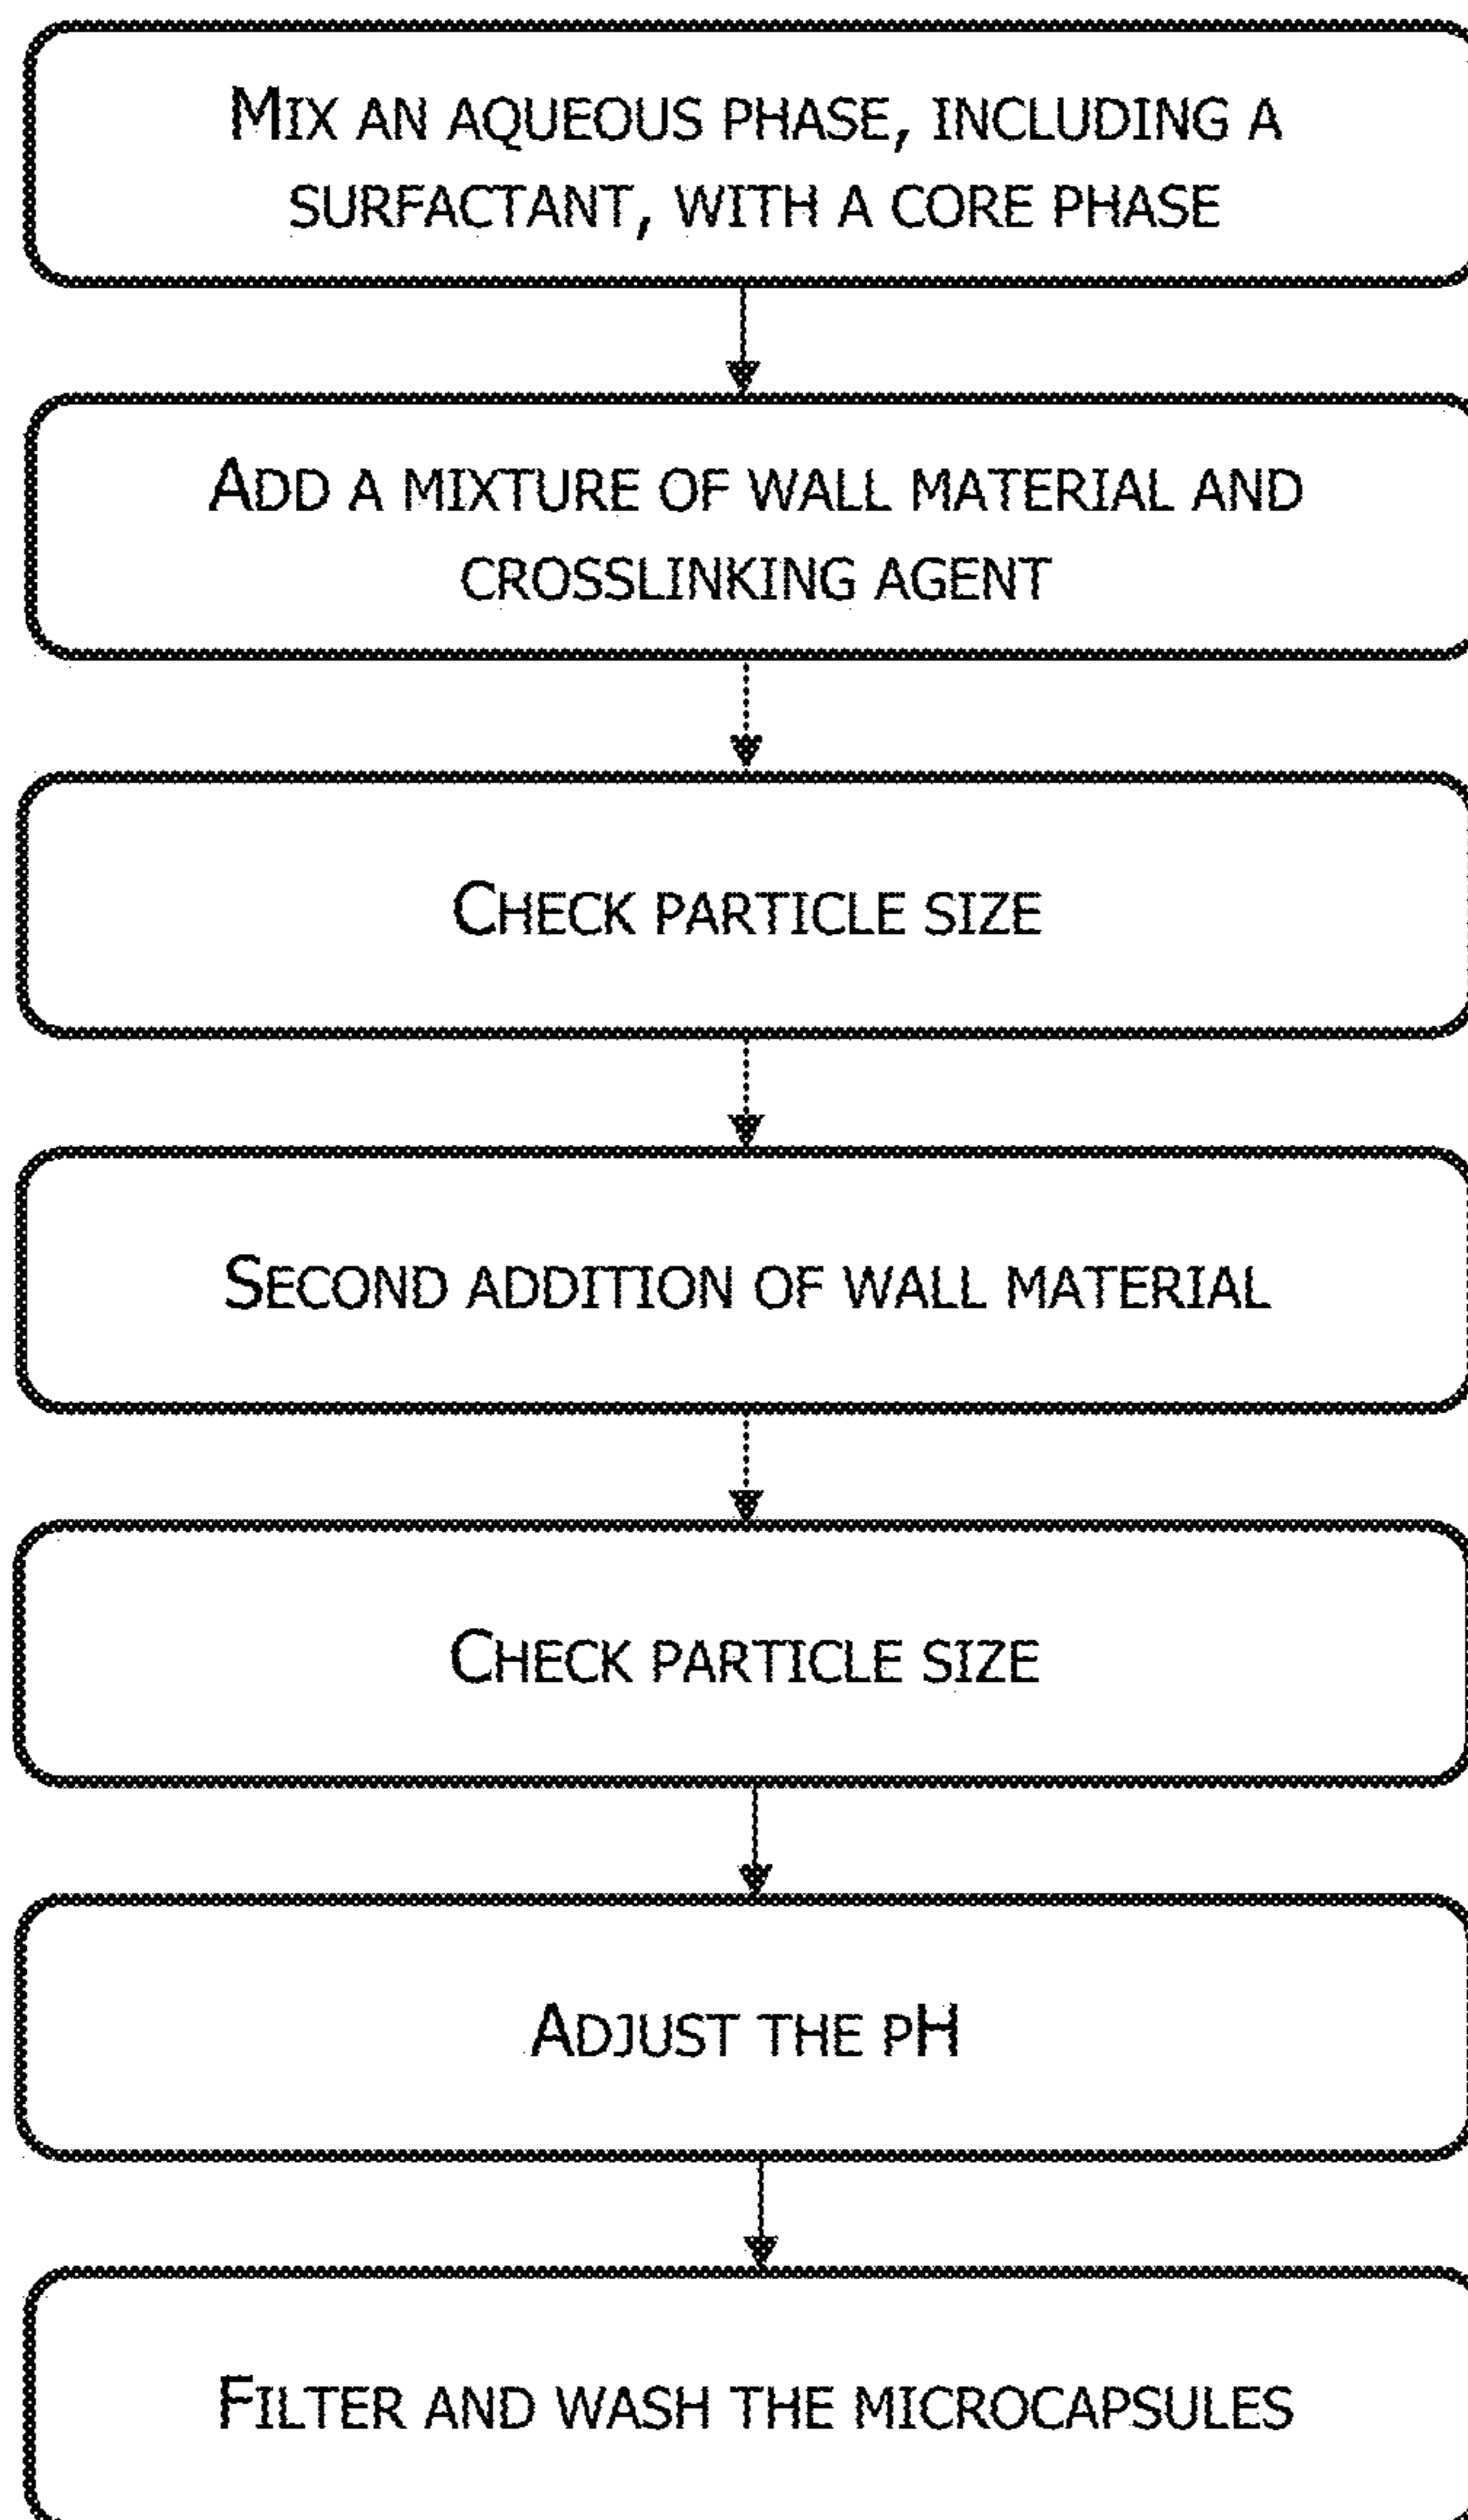 MIX AN AQUEOUS PHASE, INCLUDING A
SURFACTANT, WITH A CORE PHASE
ADD A MIXTURE OF WALL MATERIAL AND
CROSSLINKING AGENT
CHECK PARTICLE SIZE
SECOND ADDITION OF WALL MATERIAL
CHECK PARTICLE SIZE
ADJUST THE PH
FILTER AND WASH THE MICROCAPSULES